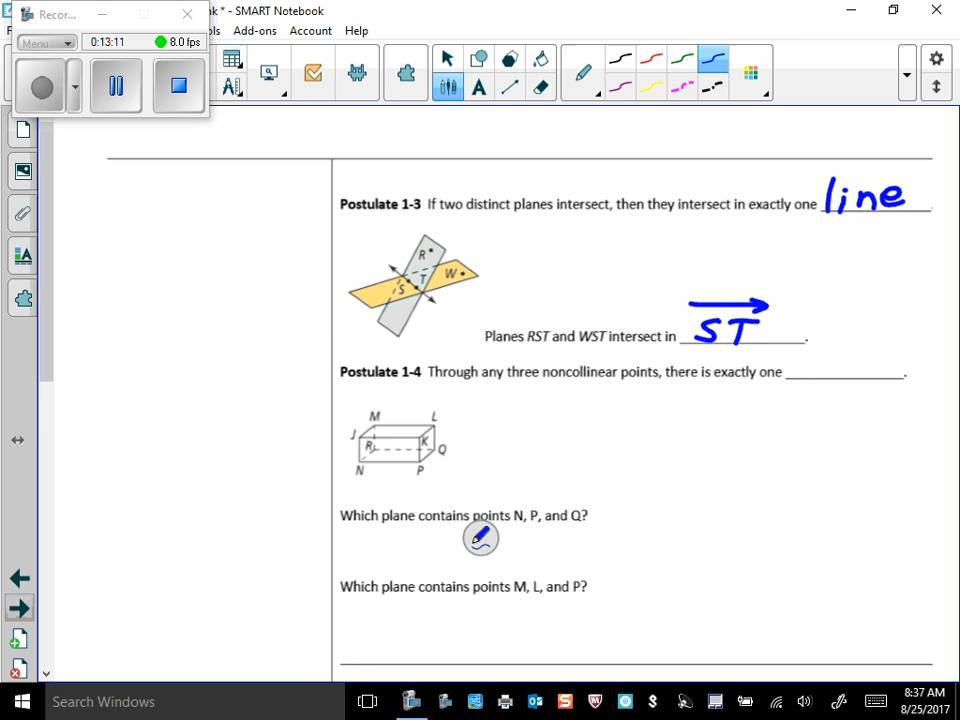 Recor...
* - SMART Notebook
Add-ons Account Help
Menu 0:13:11 8.0 fps
Postulate 1-3 If two distinct planes intersect, then they intersect in exactly one line.
R
T
W
S
Planes RST and WST intersect in ST.
Postulate 1-4 Through any three noncollinear points, there is exactly one ____________.
M L
J
R K Q
N P
Which plane contains points N, P, and Q?
Which plane contains points M, L, and P?
Search Windows
8:37 AM
8/25/2017